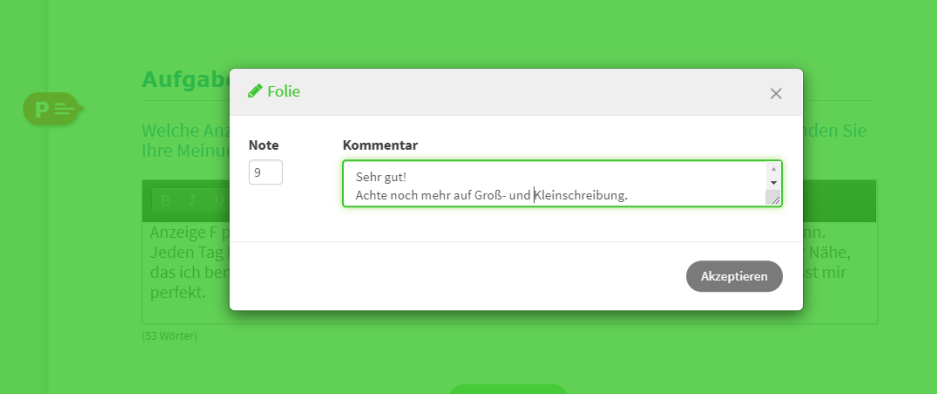 Aufgab
P
Folie
×
Welche Anz
nden Sie
Ihre Meinu
Note
Kommentar
9
Sehr gut!
Achte noch mehr auf Groß- und Kleinschreibung.
B I U
Anzeige F p
nn.
Jeden Tag i
r Nähe,
das ich ber
st mir
perfekt.
Akzeptieren
(53 Wörter)